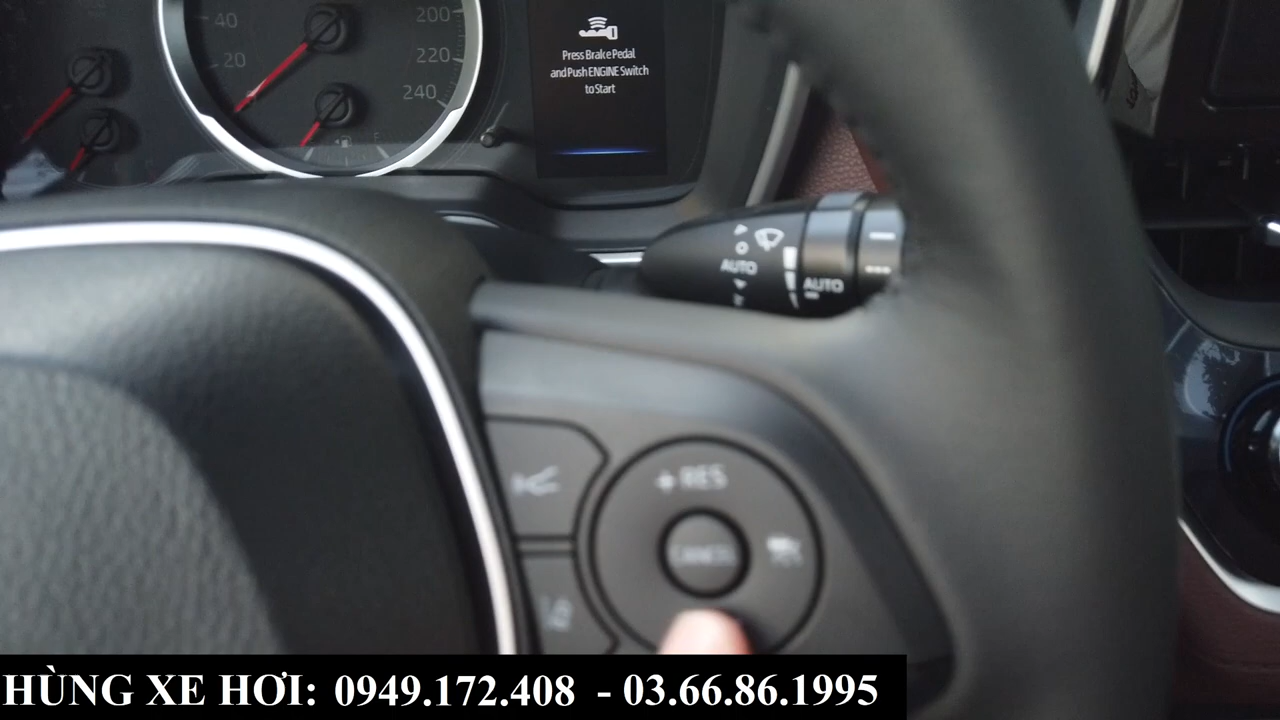 40
20
200
220
240
Press Brake Pedal
and Push ENGINE Switch
to Start
AUTO
AUTO
+ RES
CANCEL
HÙNG XE HƠI: 0949.172.408 - 03.66.86.1995